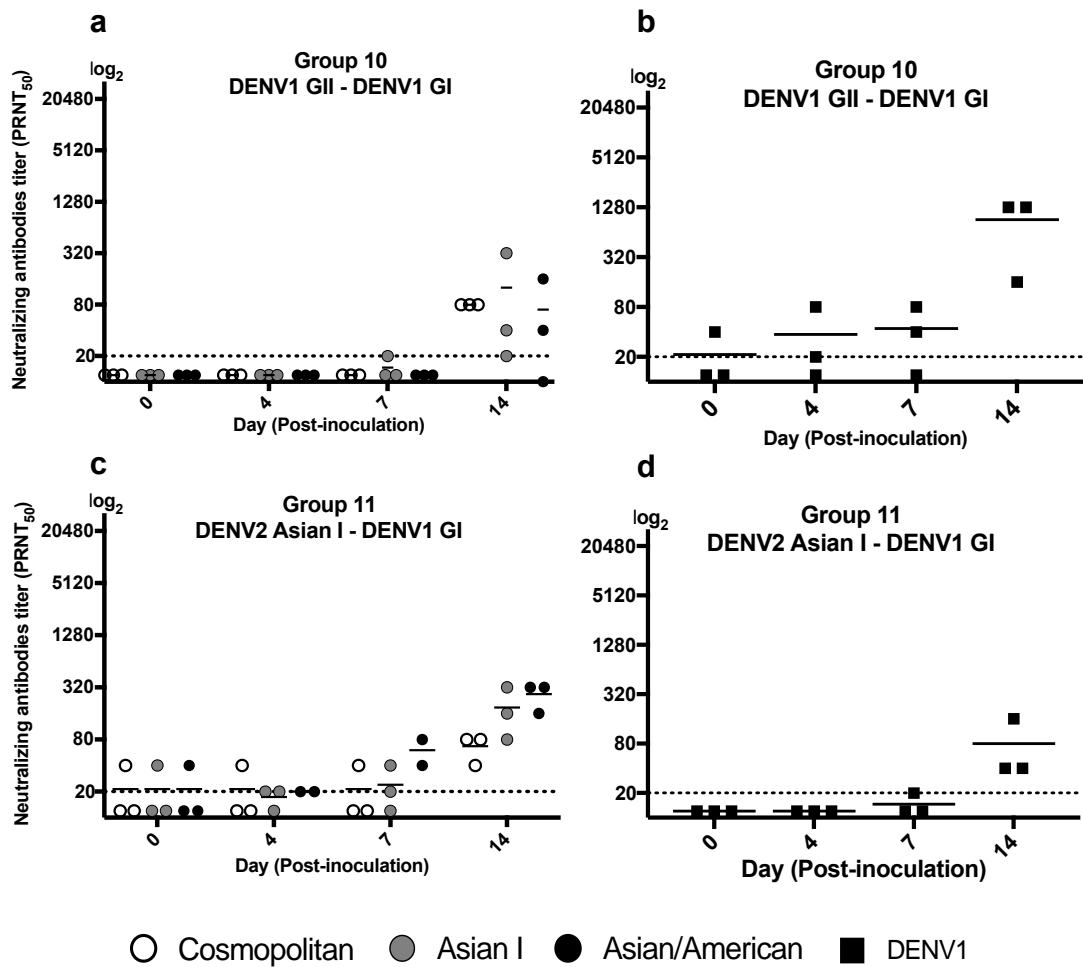 a
Group 10
DENV1 GII - DENV1 GI
log2
Neutralizing antibodies titer (PRNT50)
20480
5120
1280
320
80
20
0
4
7
14
Day (Post-inoculation)
b
Group 10
DENV1 GII - DENV1 GI
log2
20480
5120
1280
320
80
20
0
4
7
14
Day (Post-inoculation)
c
Group 11
DENV2 Asian I - DENV1 GI
log2
Neutralizing antibodies titer (PRNT50)
20480
5120
1280
320
80
20
0
4
7
14
Day (Post-inoculation)
d
Group 11
DENV2 Asian I - DENV1 GI
log2
20480
5120
1280
320
80
20
0
4
7
14
Day (Post-inoculation)
Cosmopolitan Asian I Asian/American DENV1